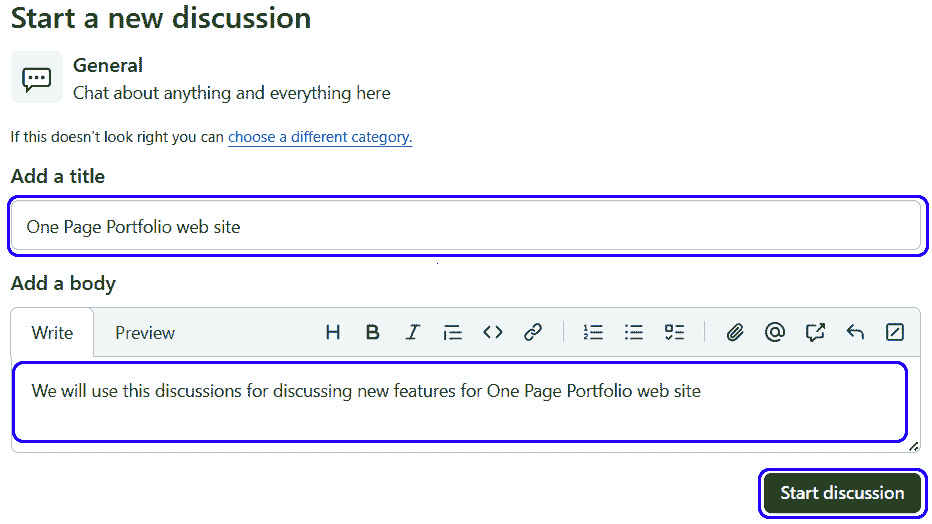 Start a new discussion
General
Chat about anything and everything here
If this doesn't look right you can choose a different category.
Add a title
One Page Portfolio web site
Add a body
Write Preview
We will use this discussions for discussing new features for One Page Portfolio web site
Start discussion